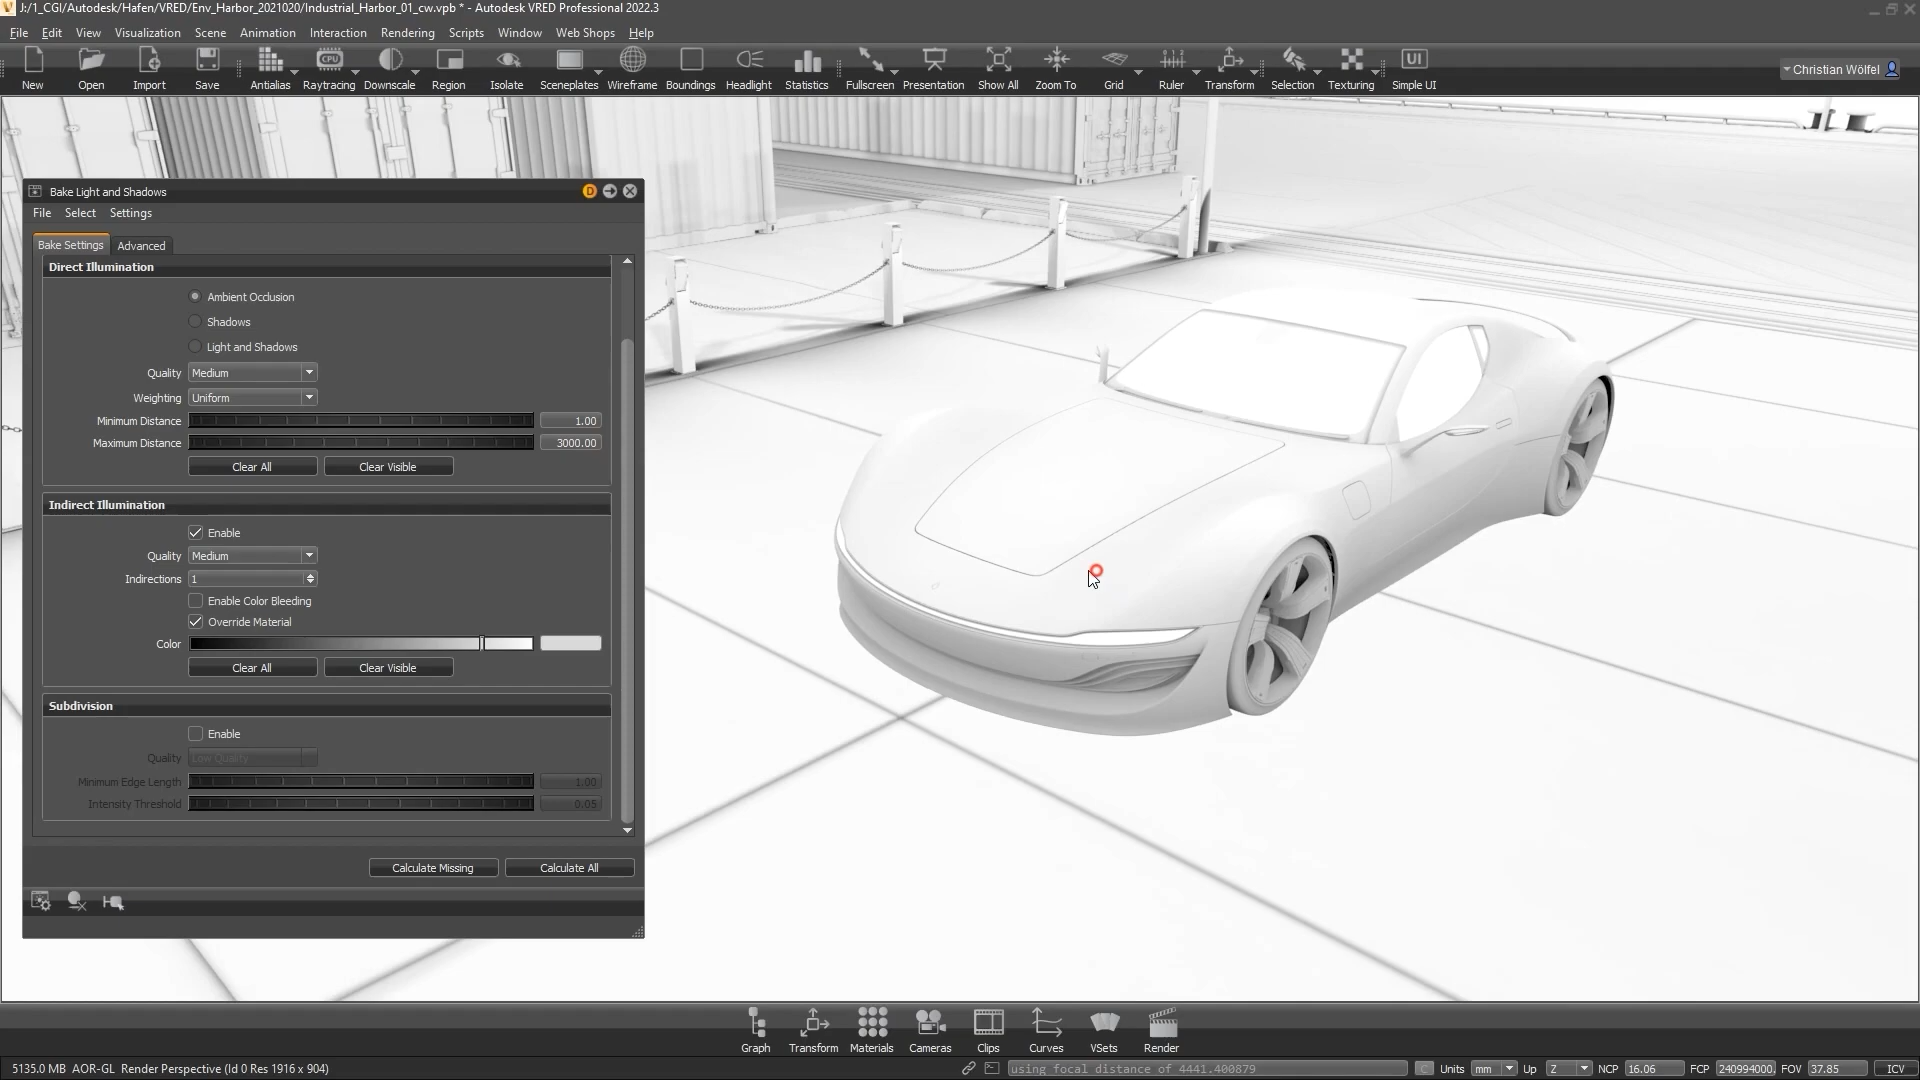 J:/1_CGI/Autodesk/Hafen/VRED/Env_Harbor_2021020/Industrial_Harbor_01_cw.vpb * - Autodesk VRED Professional 2022.3
File Edit View Visualization Scene Animation Interaction Rendering Scripts Window Web Shops Help
CPU UI
New Open Import Save Antialias Raytracing Downscale Region Isolate Sceneplates Wireframe Boundings Headlight Statistics Fullscreen Presentation Show All Zoom To Grid Ruler Transform Selection Texturing Simple UI
Christian Wölfel
Bake Light and Shadows D
File Select Settings
Bake Settings Advanced
Direct Illumination
Ambient Occlusion
Shadows
Light and Shadows
Quality Medium
Weighting Uniform
Minimum Distance 1.00
Maximum Distance 3000.00
Clear All Clear Visible
Indirect Illumination
Enable
Quality Medium
Indirections 1
Enable Color Bleeding
Override Material
Color
Clear All Clear Visible
Subdivision
Enable
Quality Low Quality
Minimum Edge Length 1.00
Intensity Threshold 0.05
Calculate Missing Calculate All
Graph Transform Materials Cameras Clips Curves VSets Render
5135.0 MB AOR-GL Render Perspective (Id 0 Res 1916 x 904) using focal distance of 4441.400879 C Units mm Up Z NCP 16.06 FCP 240994000. FOV 37.85 ICV